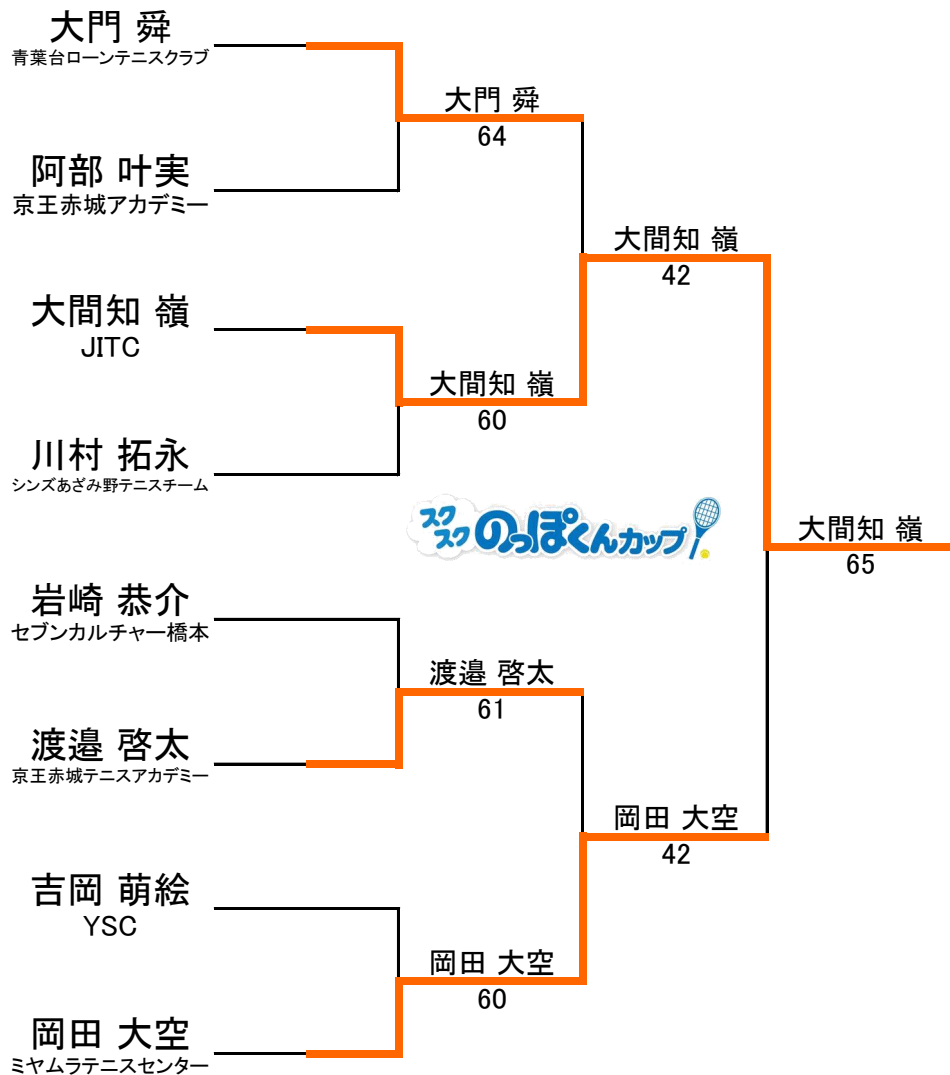 大門 舜
青葉台ローンテニスクラブ
大門 舜
64
阿部 叶実
京王赤城アカデミー
大間知 嶺
42
大間知 嶺
JITC
大間知 嶺
60
川村 拓永
シンズあざみ野テニスチーム
スクスクのっぽくんカップ
大間知 嶺
65
岩崎 恭介
セブンカルチャー橋本
渡邉 啓太
61
渡邉 啓太
京王赤城テニスアカデミー
岡田 大空
42
吉岡 萌絵
YSC
岡田 大空
60
岡田 大空
ミヤムラテニスセンター